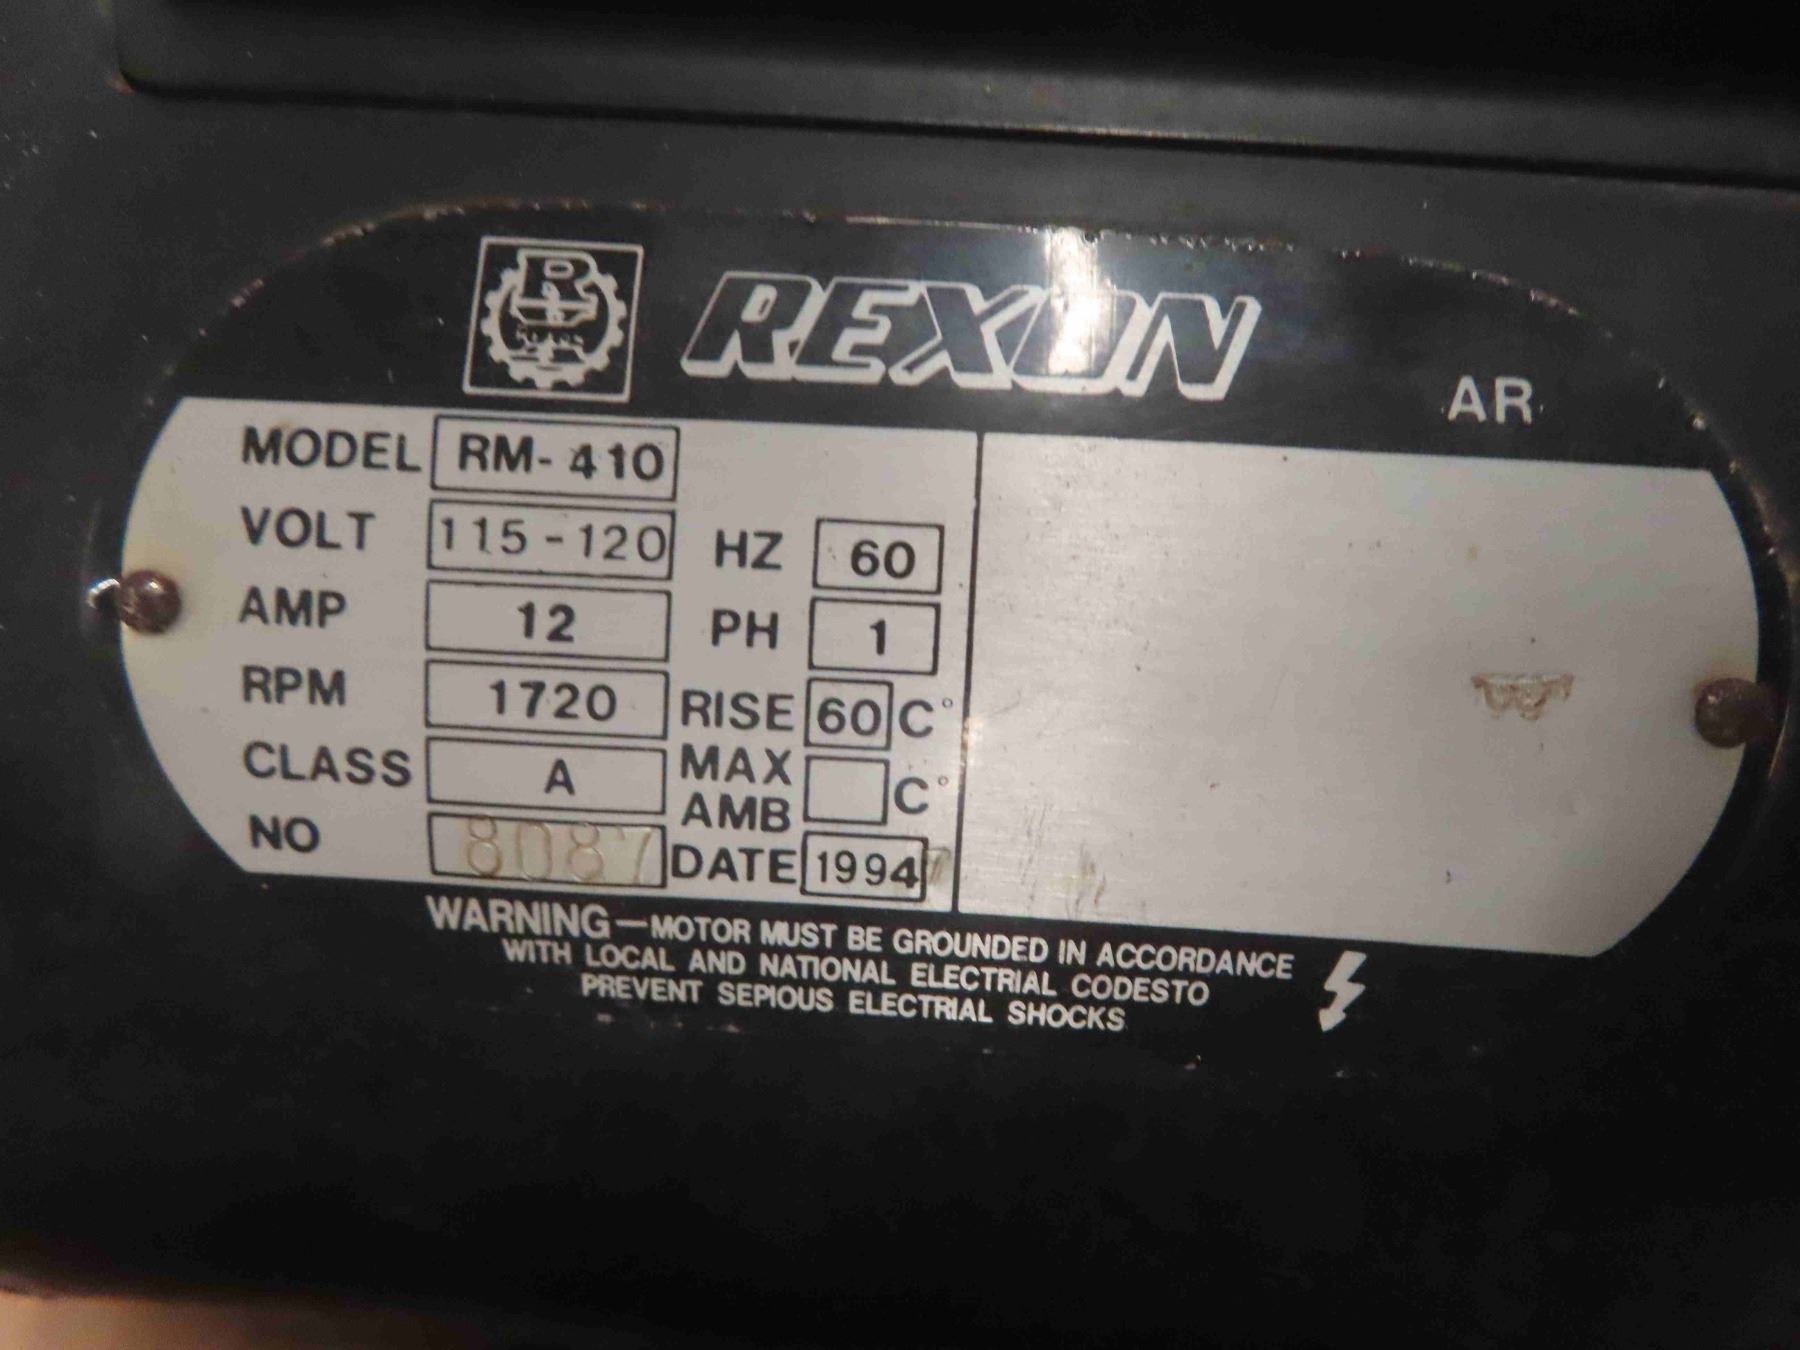 REXON
AR
MODEL RM-410
VOLT 115-120 HZ 60
AMP 12 PH 1
RPM 1720 RISE 60 C°
CLASS A MAX AMB C°
NO 8087 DATE 1994
WARNING—MOTOR MUST BE GROUNDED IN ACCORDANCE
WITH LOCAL AND NATIONAL ELECTRIAL CODESTO
PREVENT SEPIOUS ELECTRIAL SHOCKS